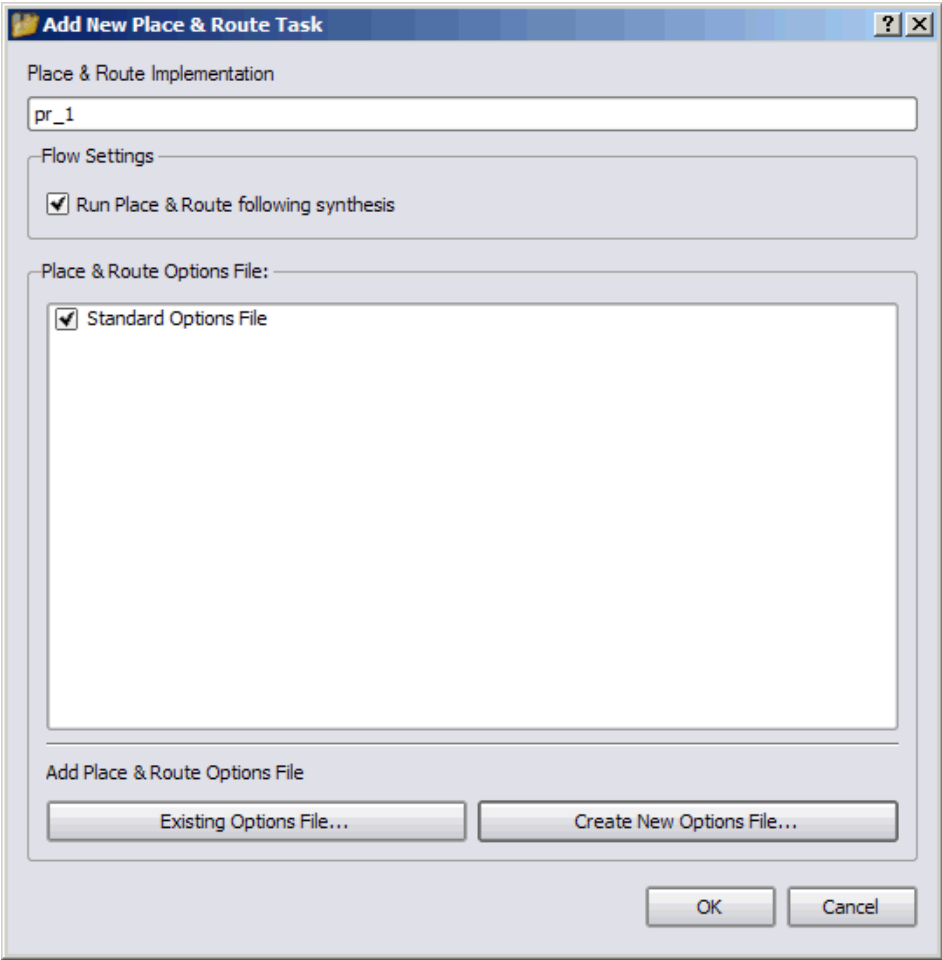 Add New Place & Route Task
Place & Route Implementation
pr_1
Flow Settings
Run Place & Route following synthesis
Place & Route Options File:
Standard Options File
Add Place & Route Options File
Existing Options File...
Create New Options File...
OK
Cancel